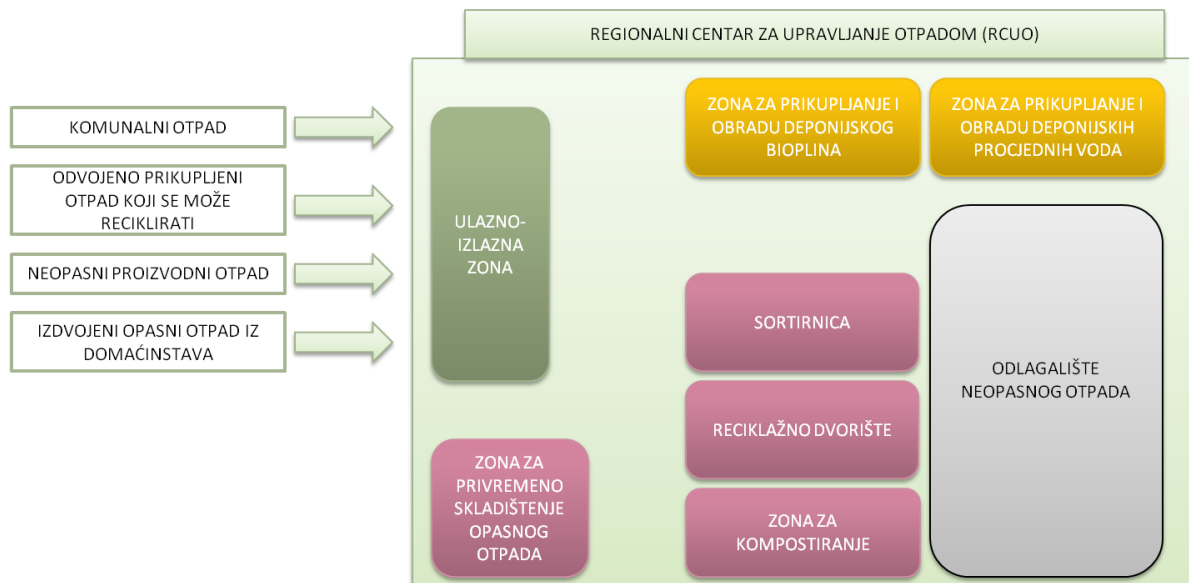 REGIONALNI CENTAR ZA UPRAVLJANJE OTPADOM (RCUO)
KOMUNALNI OTPAD
ODVOJENO PRIKUPLJENI
OTPAD KOJI SE MOŽE
RECIKLIRATI
NEOPASNI PROIZVODNI OTPAD
IZDVOJENI OPASNI OTPAD IZ
DOMAĆINSTAVA
ULAZNO-
IZLAZNA
ZONA
ZONA ZA
PRIVREMENO
SKLADIŠTENJE
OPASNOG
OTPADA
ZONA ZA PRIKUPLJANJE I
OBRADU DEPONIJSKOG
BIOPLINA
ZONA ZA PRIKUPLJANJE I
OBRADU DEPONIJSKIH
PROCJEDNIH VODA
SORTIRNICA
RECIKLAŽNO DVORIŠTE
ZONA ZA
KOMPOSTIRANJE
ODLAGALIŠTE
NEOPASNOG OTPADA